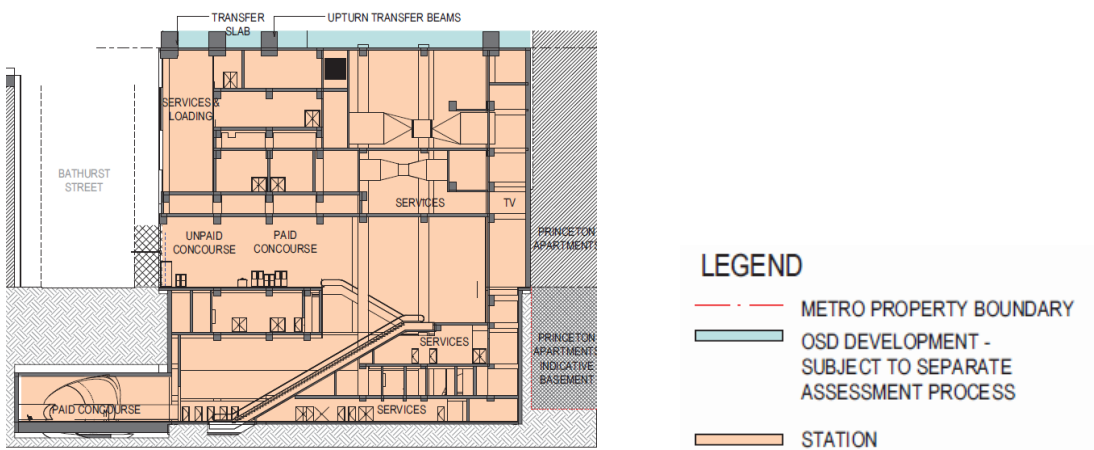 TRANSFER
SLAB
UPTURN TRANSFER BEAMS
SERVICES &
LOADING
BATHURST
STREET
SERVICES
TV
UNPAID
CONCOURSE
PAID
CONCOURSE
PRINCETON
APARTMENTS
SERVICES
PRINCETON
APARTMENTS
INDICATIVE
BASEMENT
PAID CONCOURSE
SERVICES
LEGEND
METRO PROPERTY BOUNDARY
OSD DEVELOPMENT -
SUBJECT TO SEPARATE
ASSESSMENT PROCESS
STATION